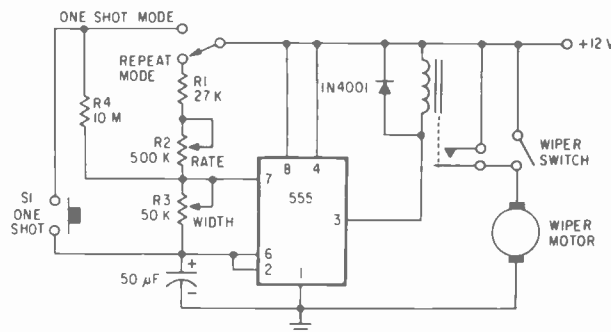 ONE SHOT MODE
+12 V
REPEAT
MODE
R1
27 K
1N4001
R4
10 M
R2
500 K
RATE
8
4
WIPER
SWITCH
7
555
S1
ONE
SHOT
R3
50 K
WIDTH
3
WIPER
MOTOR
6
2
50 µF
+
−
1